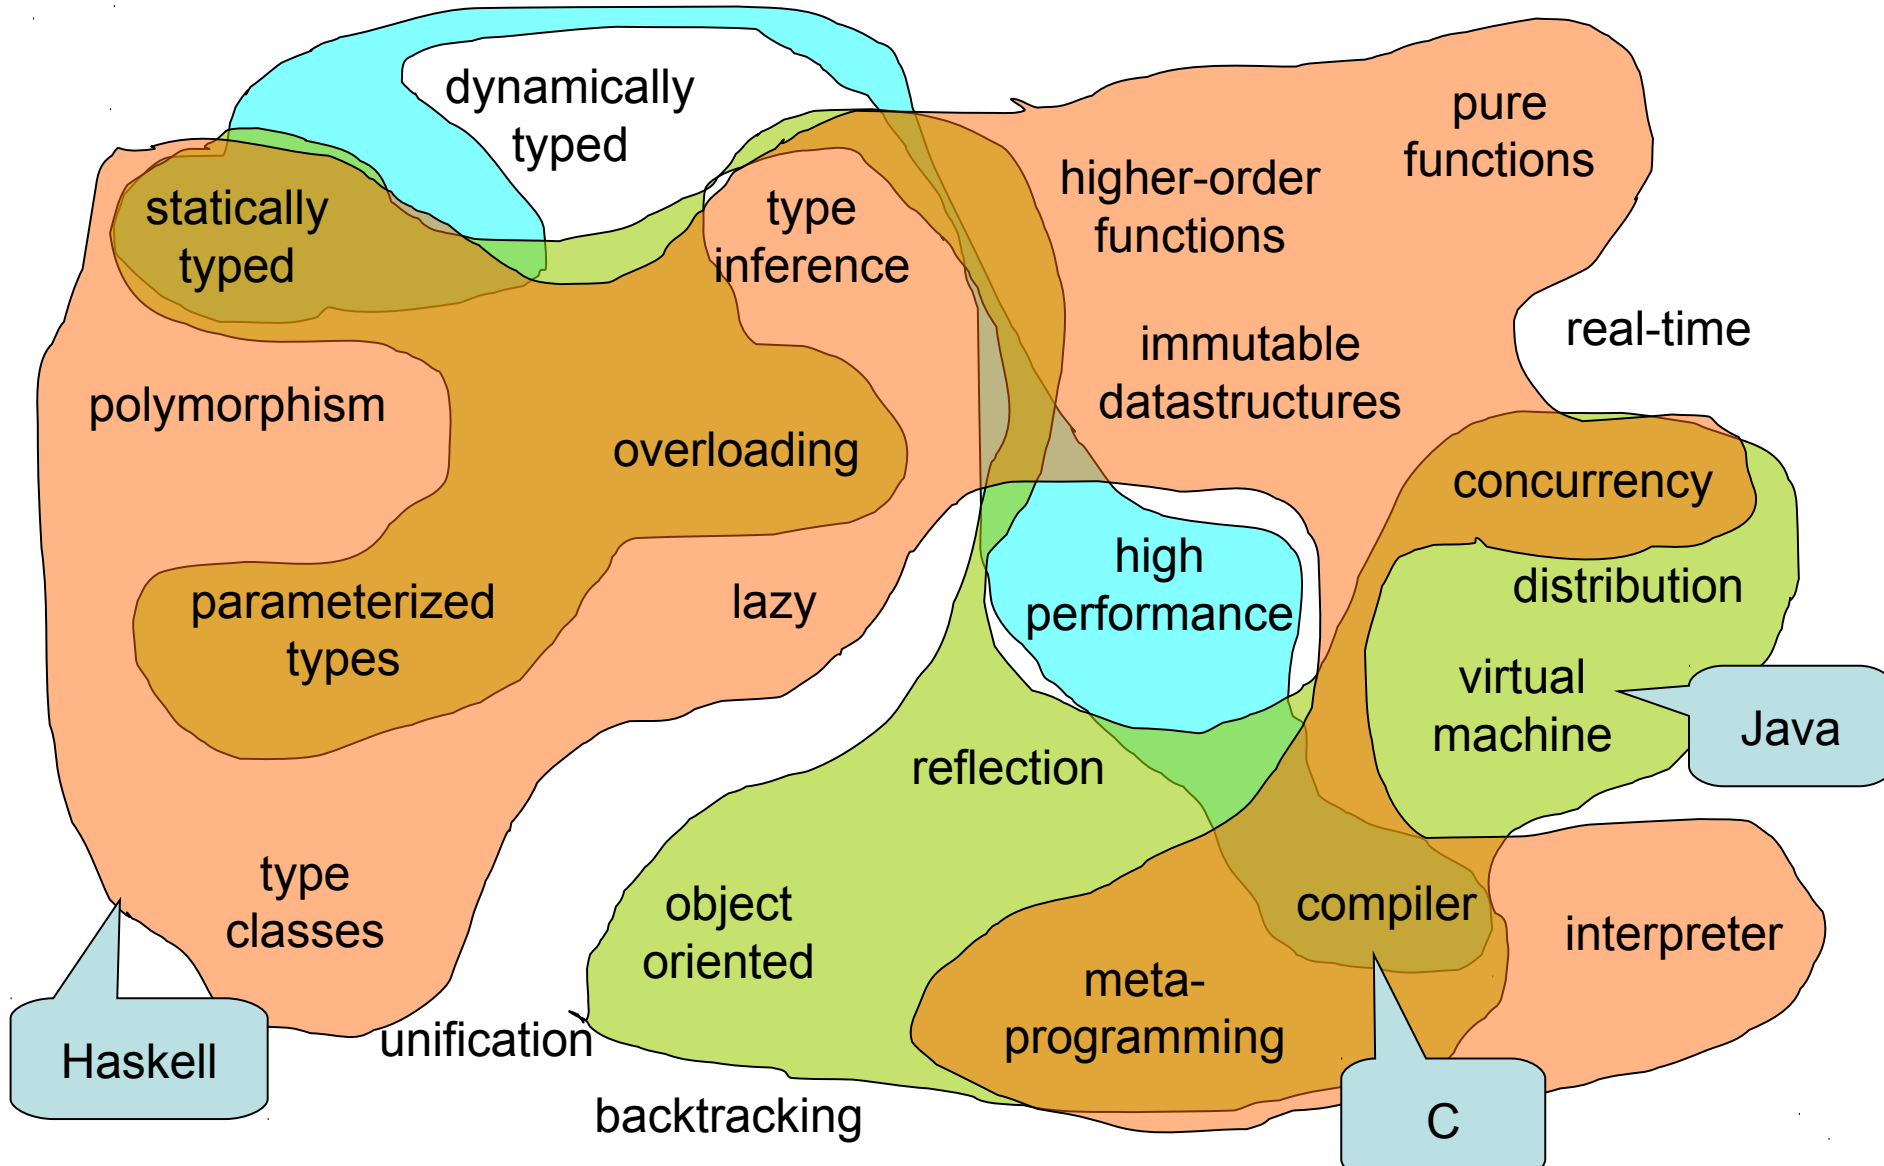 dynamically
typed
pure
functions
higher-order
functions
statically
typed
type
inference
real-time
immutable
datastructures
polymorphism
overloading
concurrency
high
performance
distribution
parameterized
types
lazy
virtual
machine
Java
reflection
type
classes
object
oriented
compiler
interpreter
meta-
programming
unification
Haskell
backtracking
C